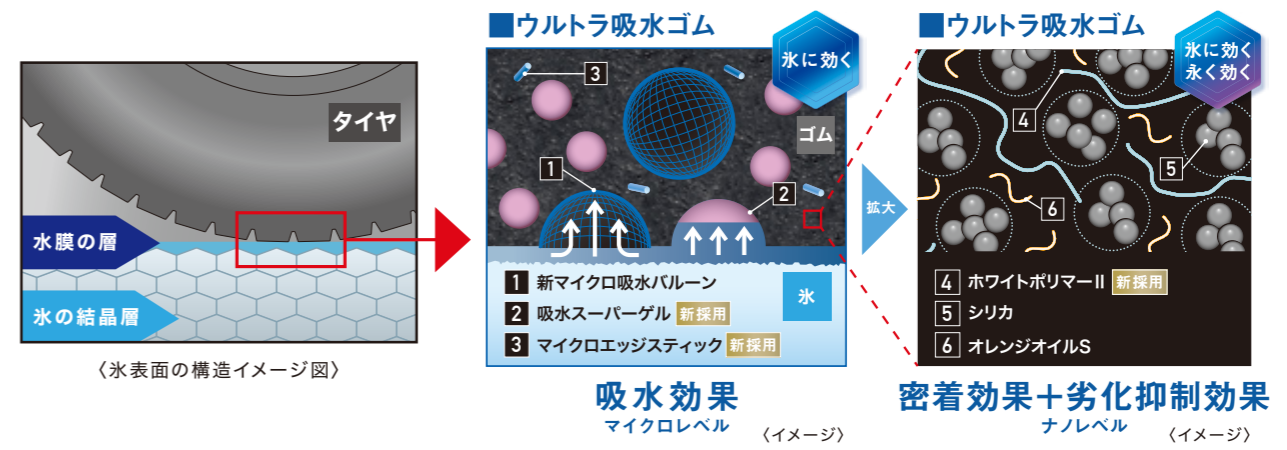 タイヤ
水膜の層
氷の結晶層
〈氷表面の構造イメージ図〉
■ウルトラ吸水ゴム
氷に効く
3
ゴム
1
2
1 新マイクロ吸水バルーン
2 吸水スーパーゲル 新採用
3 マイクロエッジスティック 新採用
氷
吸水効果
マイクロレベル
〈イメージ〉
拡大
■ウルトラ吸水ゴム
氷に効く
永く効く
4
5
6
4 ホワイトポリマーⅡ 新採用
5 シリカ
6 オレンジオイルS
密着効果＋劣化抑制効果
ナノレベル
〈イメージ〉